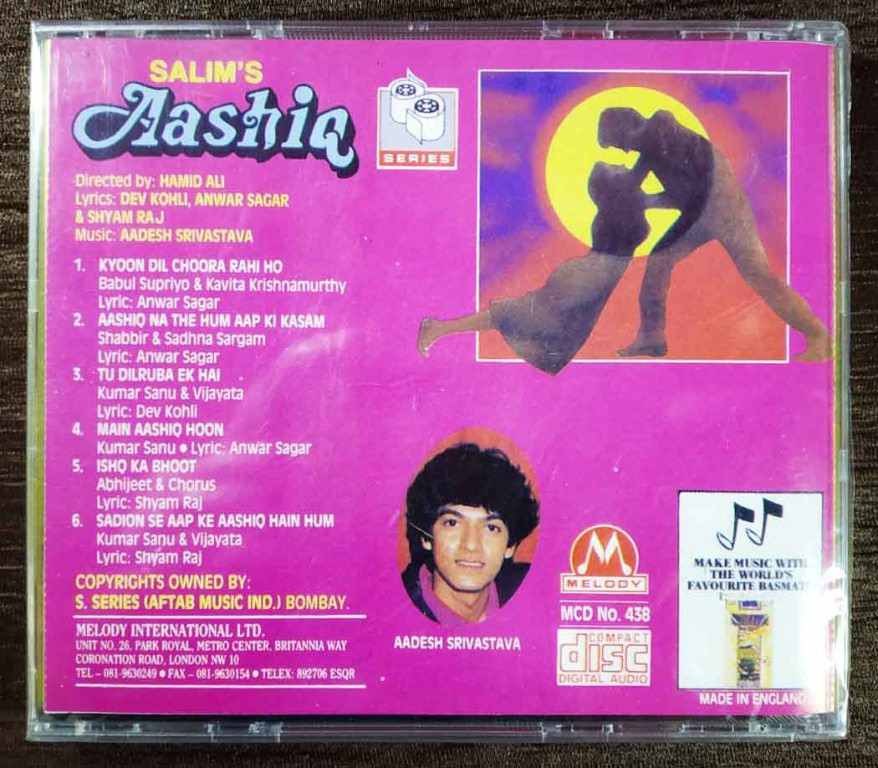 SALIM'S
Aashiq
SERIES
Directed by: HAMID ALI
Lyrics: DEV KOHLI, ANWAR SAGAR
& SHYAM RAJ
Music: AADESH SRIVASTAVA
1. KYOON DIL CHOORA RAHI HO
Babul Supriyo & Kavita Krishnamurthy
Lyric: Anwar Sagar
2. AASHIQ NA THE HUM AAP KI KASAM
Shabbir & Sadhna Sargam
Lyric: Anwar Sagar
3. TU DILRUBA EK HAI
Kumar Sanu & Vijayata
Lyric: Dev Kohli
4. MAIN AASHIQ HOON
Kumar Sanu ● Lyric: Anwar Sagar
5. ISHQ KA BHOOT
Abhijeet & Chorus
Lyric: Shyam Raj
6. SADION SE AAP KE AASHIQ HAIN HUM
Kumar Sanu & Vijayata
Lyric: Shyam Raj
COPYRIGHTS OWNED BY:
S. SERIES (AFTAB MUSIC IND.) BOMBAY.
MELODY INTERNATIONAL LTD.
UNIT NO. 26, PARK ROYAL, METRO CENTER, BRITANNIA WAY
CORONATION ROAD, LONDON NW 10
TEL – 081-9630249 ● FAX – 081-9630154 ● TELEX: 892706 ESQR
AADESH SRIVASTAVA
MELODY
MCD No. 438
COMPACT
disc
DIGITAL AUDIO
MAKE MUSIC WITH
THE WORLD'S
FAVOURITE BASMATI
MADE IN ENGLAND